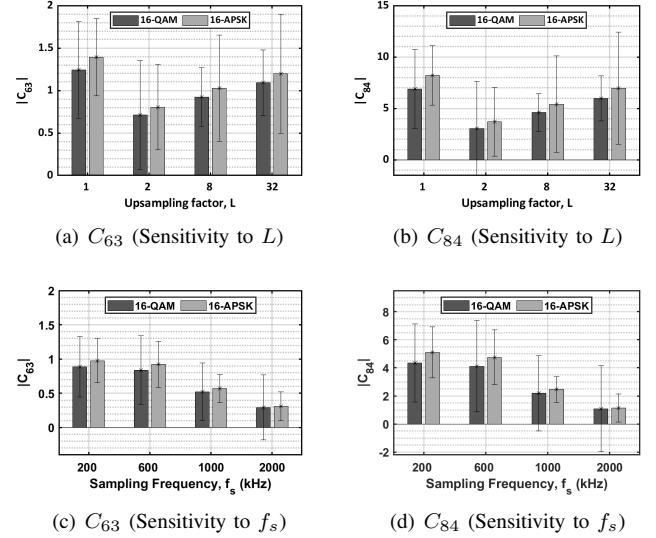 2
1.5
1
0.5
0
|C63|
16-QAM 16-APSK
1 2 8 32
Upsampling factor, L
(a) C63 (Sensitivity to L)
15
10
5
0
|C84|
16-QAM 16-APSK
1 2 8 32
Upsampling factor, L
(b) C84 (Sensitivity to L)
2
1.5
1
0.5
0
|C63|
16-QAM 16-APSK
200 600 1000 2000
Sampling Frequency, fs (kHz)
(c) C63 (Sensitivity to fs)
8
6
4
2
0
-2
|C84|
16-QAM 16-APSK
200 600 1000 2000
Sampling Frequency, fs (kHz)
(d) C84 (Sensitivity to fs)